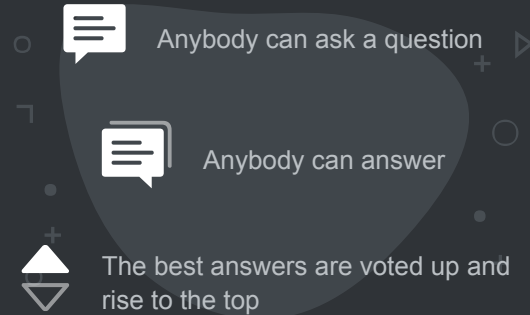 Anybody can ask a question
Anybody can answer
The best answers are voted up and
rise to the top